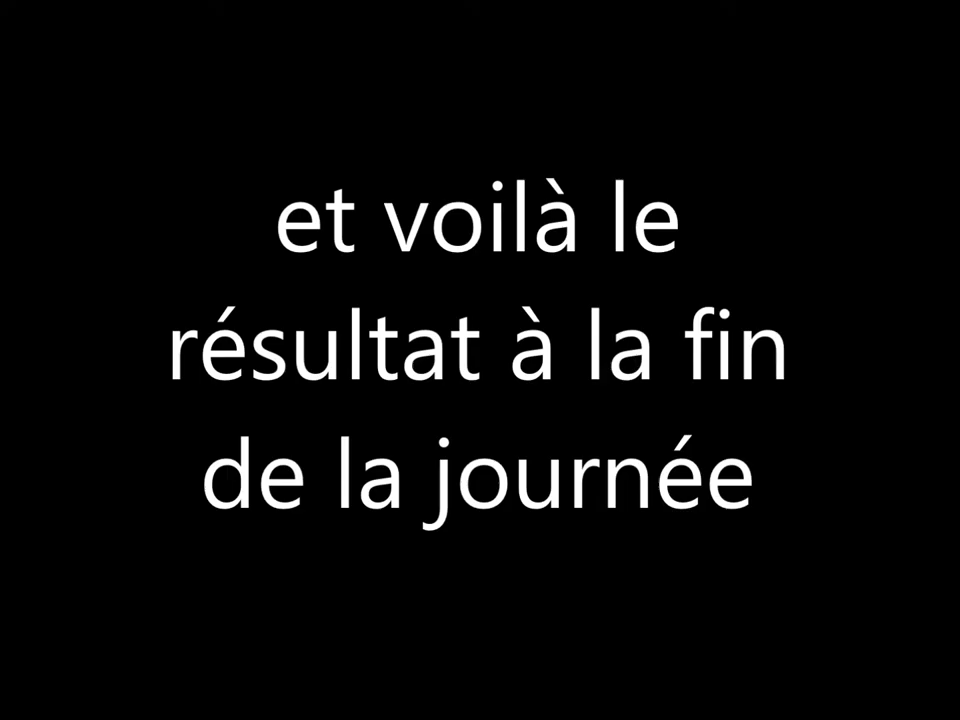 et voilà le
résultat à la fin
de la journée